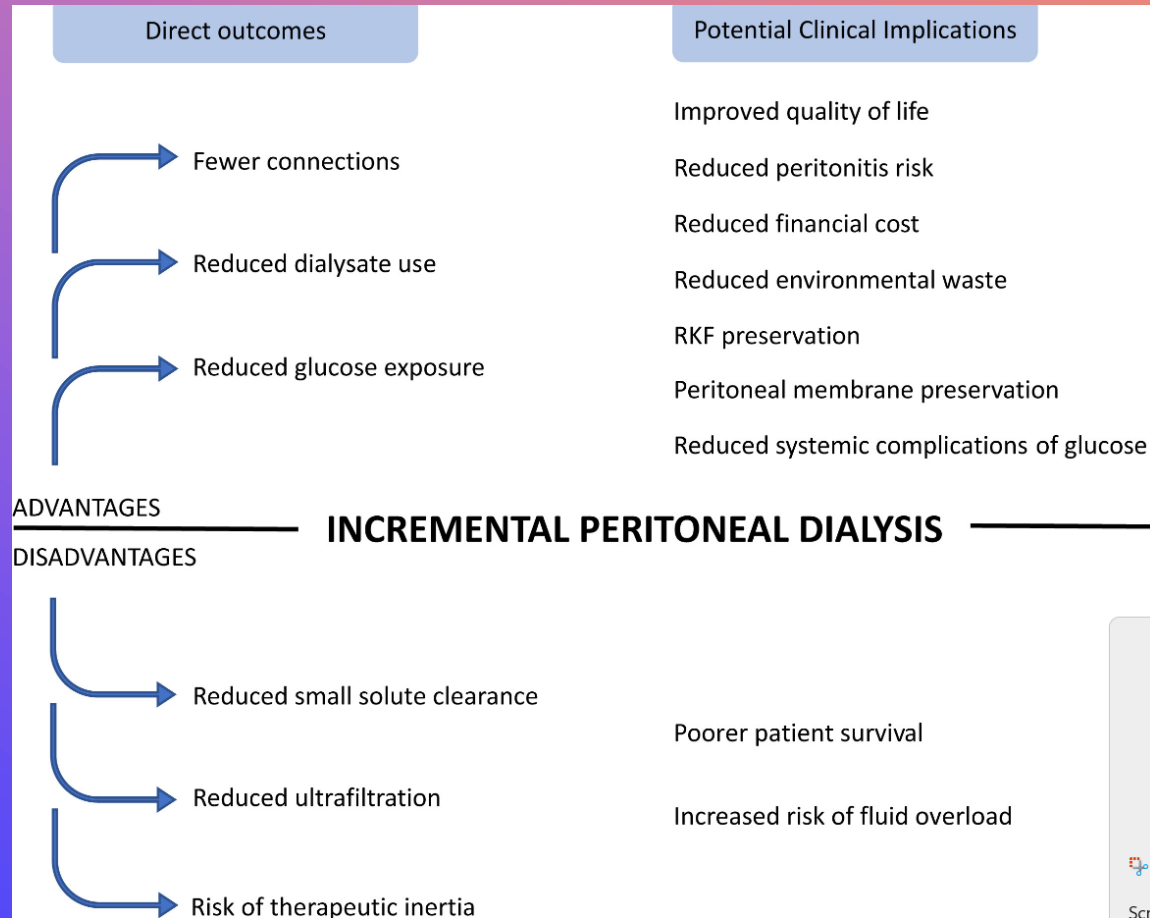 Direct outcomes
Potential Clinical Implications
Fewer connections
Reduced dialysate use
Reduced glucose exposure
Improved quality of life
Reduced peritonitis risk
Reduced financial cost
Reduced environmental waste
RKF preservation
Peritoneal membrane preservation
Reduced systemic complications of glucose
ADVANTAGES
INCREMENTAL PERITONEAL DIALYSIS
DISADVANTAGES
Reduced small solute clearance
Reduced ultrafiltration
Risk of therapeutic inertia
Poorer patient survival
Increased risk of fluid overload